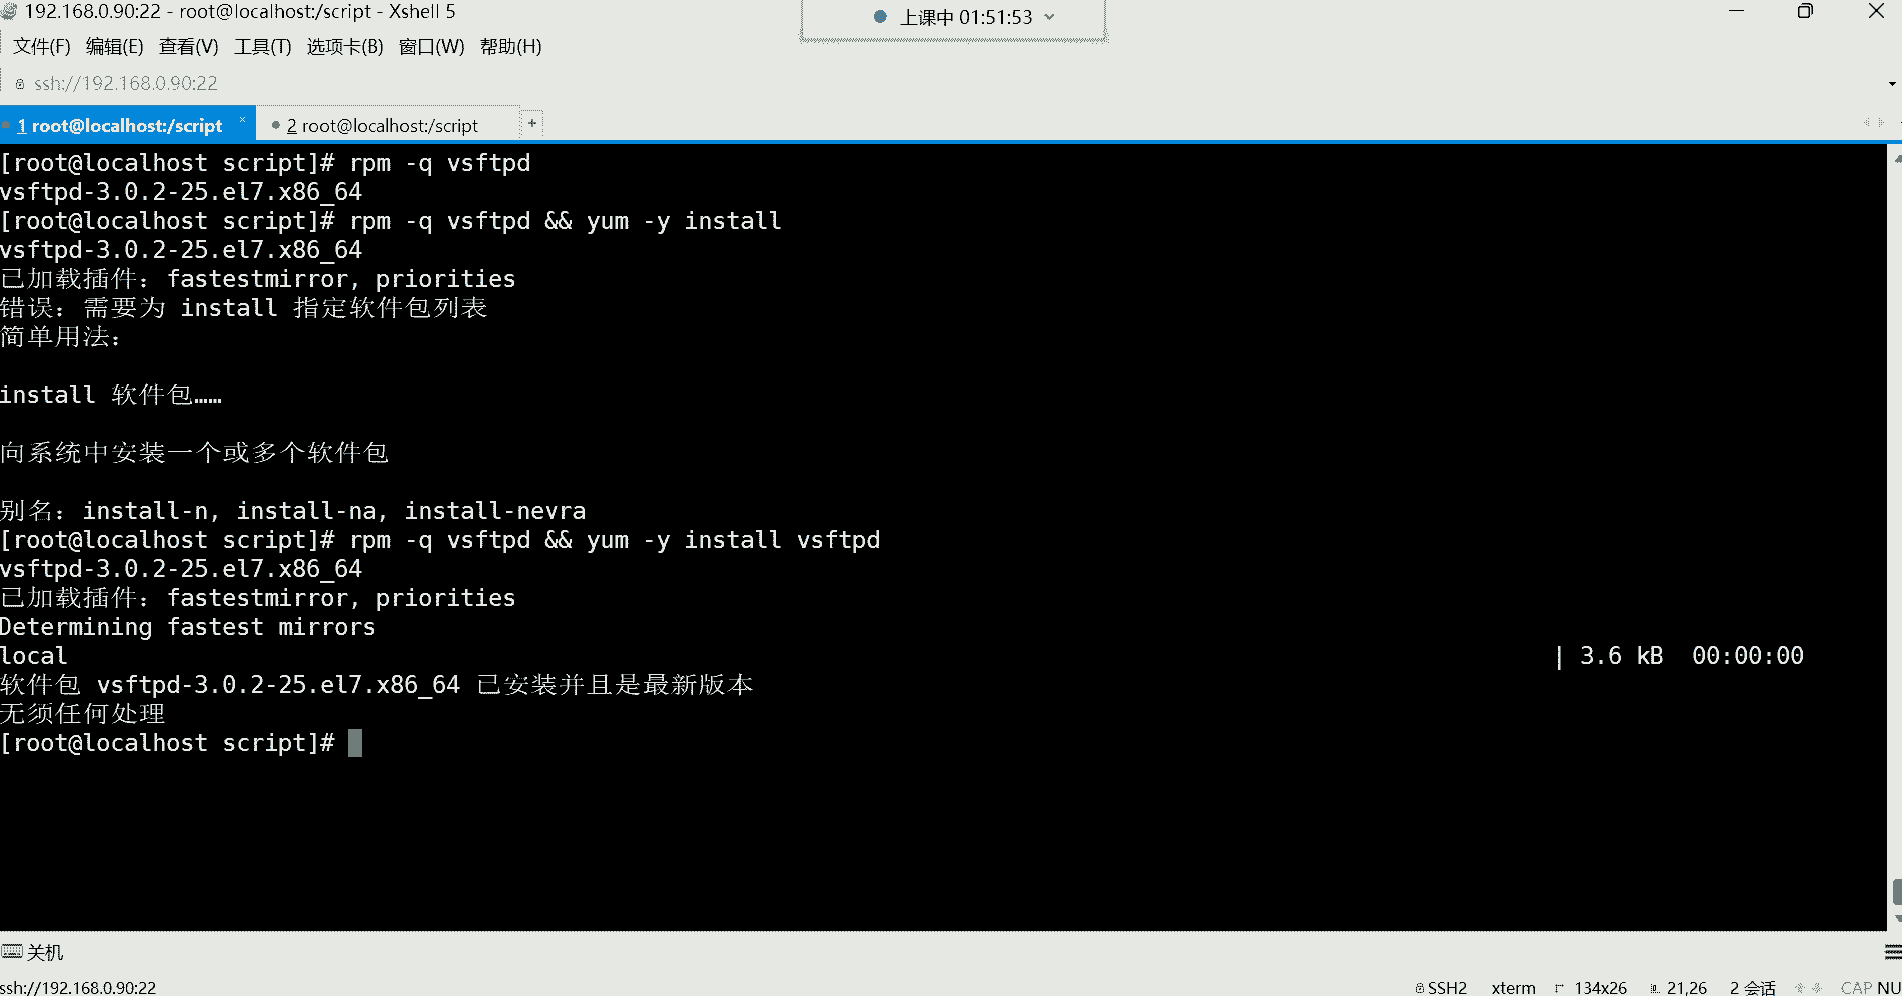 192.168.0.90:22 - root@localhost:/script - Xshell 5
上课中 01:51:53
文件(F) 编辑(E) 查看(V) 工具(T) 选项卡(B) 窗口(W) 帮助(H)
ssh://192.168.0.90:22
1 root@localhost:/script × 2 root@localhost:/script +
[root@localhost script]# rpm -q vsftpd
vsftpd-3.0.2-25.el7.x86_64
[root@localhost script]# rpm -q vsftpd && yum -y install
vsftpd-3.0.2-25.el7.x86_64
已加载插件：fastestmirror, priorities
错误：需要为 install 指定软件包列表
简单用法：
install 软件包……
向系统中安装一个或多个软件包
别名：install-n, install-na, install-nevra
[root@localhost script]# rpm -q vsftpd && yum -y install vsftpd
vsftpd-3.0.2-25.el7.x86_64
已加载插件：fastestmirror, priorities
Determining fastest mirrors
local | 3.6 kB 00:00:00
软件包 vsftpd-3.0.2-25.el7.x86_64 已安装并且是最新版本
无须任何处理
[root@localhost script]#
关机
ssh://192.168.0.90:22 SSH2 xterm 134x26 21,26 2 会话 CAP NU